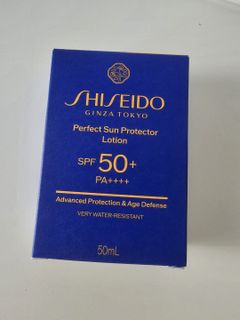 SHISEIDO
GINZA TOKYO
Perfect Sun Protector
Lotion
SPF 50+
PA++++
Advanced Protection & Age Defense
VERY WATER-RESISTANT
50mL